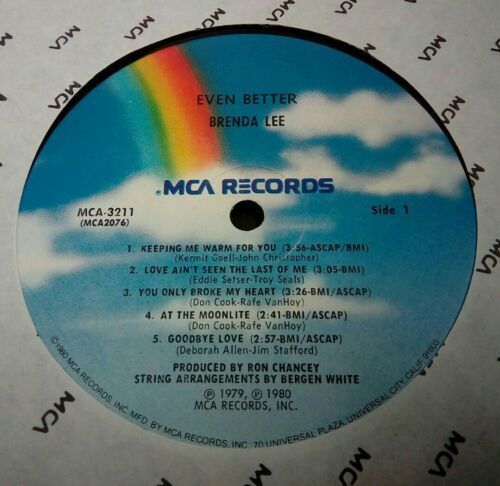 EVEN BETTER
BRENDA LEE
MCA RECORDS
MCA-3211
(MCA2076)
Side 1
1. KEEPING ME WARM FOR YOU (3:56-ASCAP/BMI)
(Kermit Goell-John Christopher)
2. LOVE AIN'T SEEN THE LAST OF ME (3:05-BMI)
(Eddie Setser-Troy Seals)
3. YOU ONLY BROKE MY HEART (3:26-BMI/ASCAP)
(Don Cook-Rafe VanHoy)
4. AT THE MOONLITE (2:41-BMI/ASCAP)
(Don Cook-Rafe VanHoy)
5. GOODBYE LOVE (2:57-BMI/ASCAP)
(Deborah Allen-Jim Stafford)
PRODUCED BY RON CHANCEY
STRING ARRANGEMENTS BY BERGEN WHITE
℗ 1979, ℗ 1980
MCA RECORDS, INC.
©1980 MCA RECORDS, INC. MFD. BY MCA RECORDS, INC. 70 UNIVERSAL PLAZA, UNIVERSAL CITY, CALIF. 91608
MCA
MCA
MCA
MCA
MCA
MCA
MCA
MCA
MCA
MCA
MCA
MCA